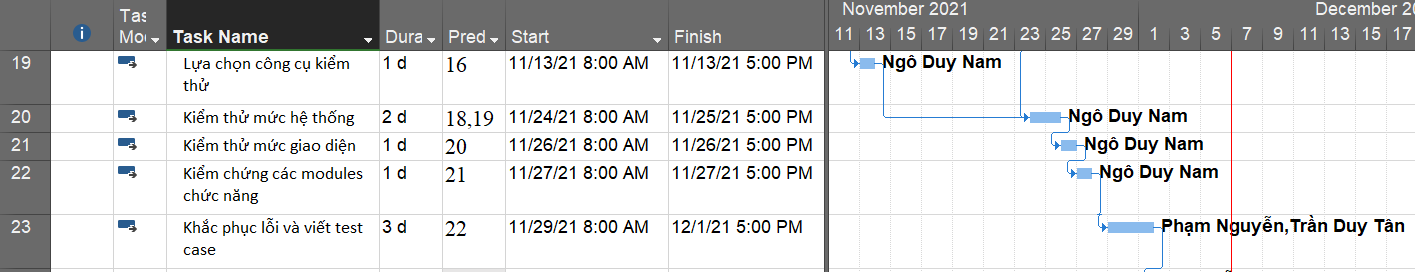 November 2021 December 20
Tas
Mod Task Name Dura Pred Start Finish 11 13 15 17 19 21 23 25 27 29 1 3 5 7 9 11 13 15 17
19 Lựa chọn công cụ kiểm 1 d 16 11/13/21 8:00 AM 11/13/21 5:00 PM Ngô Duy Nam
thử
20 Kiểm thử mức hệ thống 2 d 18,19 11/24/21 8:00 AM 11/25/21 5:00 PM Ngô Duy Nam
21 Kiểm thử mức giao diện 1 d 20 11/26/21 8:00 AM 11/26/21 5:00 PM Ngô Duy Nam
22 Kiểm chứng các modules 1 d 21 11/27/21 8:00 AM 11/27/21 5:00 PM Ngô Duy Nam
chức năng
23 Khắc phục lỗi và viết test 3 d 22 11/29/21 8:00 AM 12/1/21 5:00 PM Phạm Nguyễn,Trần Duy Tân
case